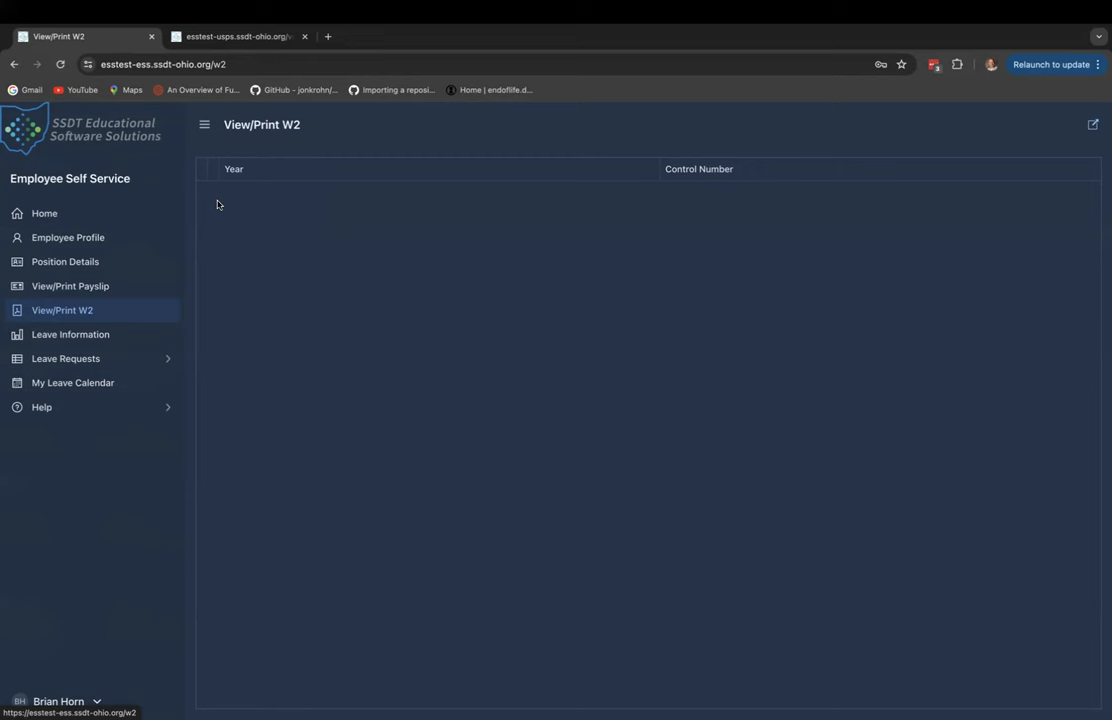 View/Print W2
esstest-usps.ssdt-ohio.org/
esstest-ess.ssdt-ohio.org/w2
3
Relaunch to update
Gmail
YouTube
Maps
An Overview of Fu...
GitHub - jonkrohn/...
Importing a reposi...
Home | endoflife.d...
SSDT Educational
Software Solutions
View/Print W2
Employee Self Service
Year
Control Number
Home
Employee Profile
Position Details
View/Print Payslip
View/Print W2
Leave Information
Leave Requests
My Leave Calendar
Help
BH
Brian Horn
https://esstest-ess.ssdt-ohio.org/w2